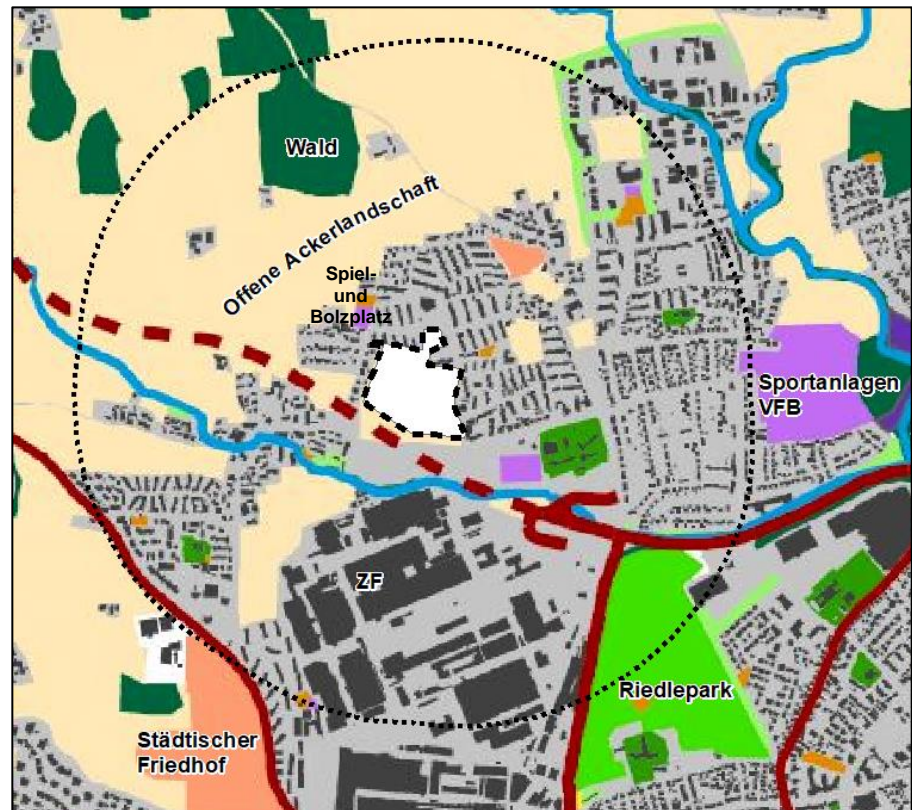 Wald
Offene Ackerlandschaft
Spiel-
und
Bolzplatz
Sportanlagen
VFB
ZF
Riedlepark
Städtischer
Friedhof